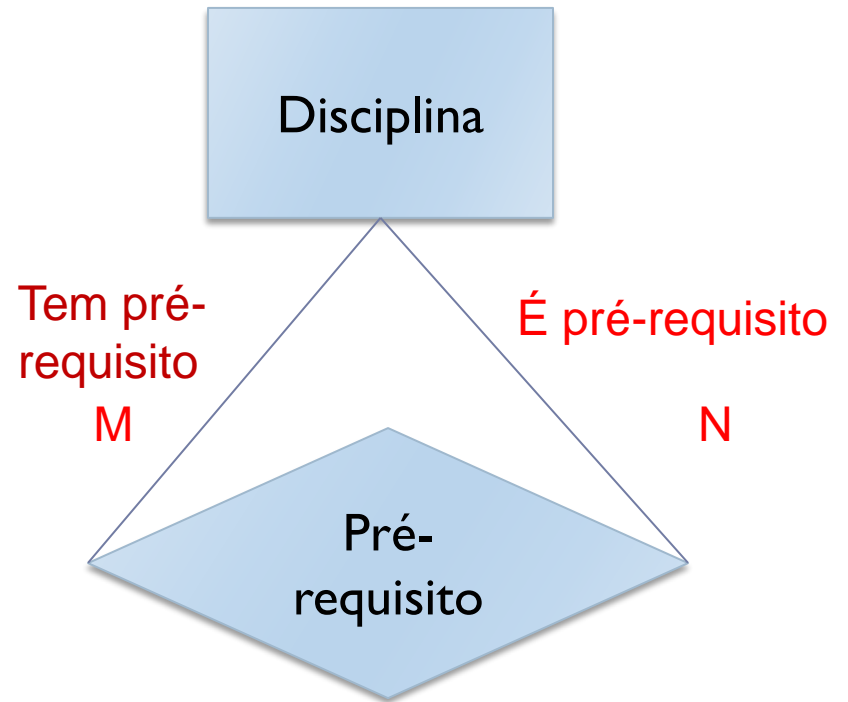 Disciplina
Tem pré-
requisito
É pré-requisito
M
N
Pré-
requisito